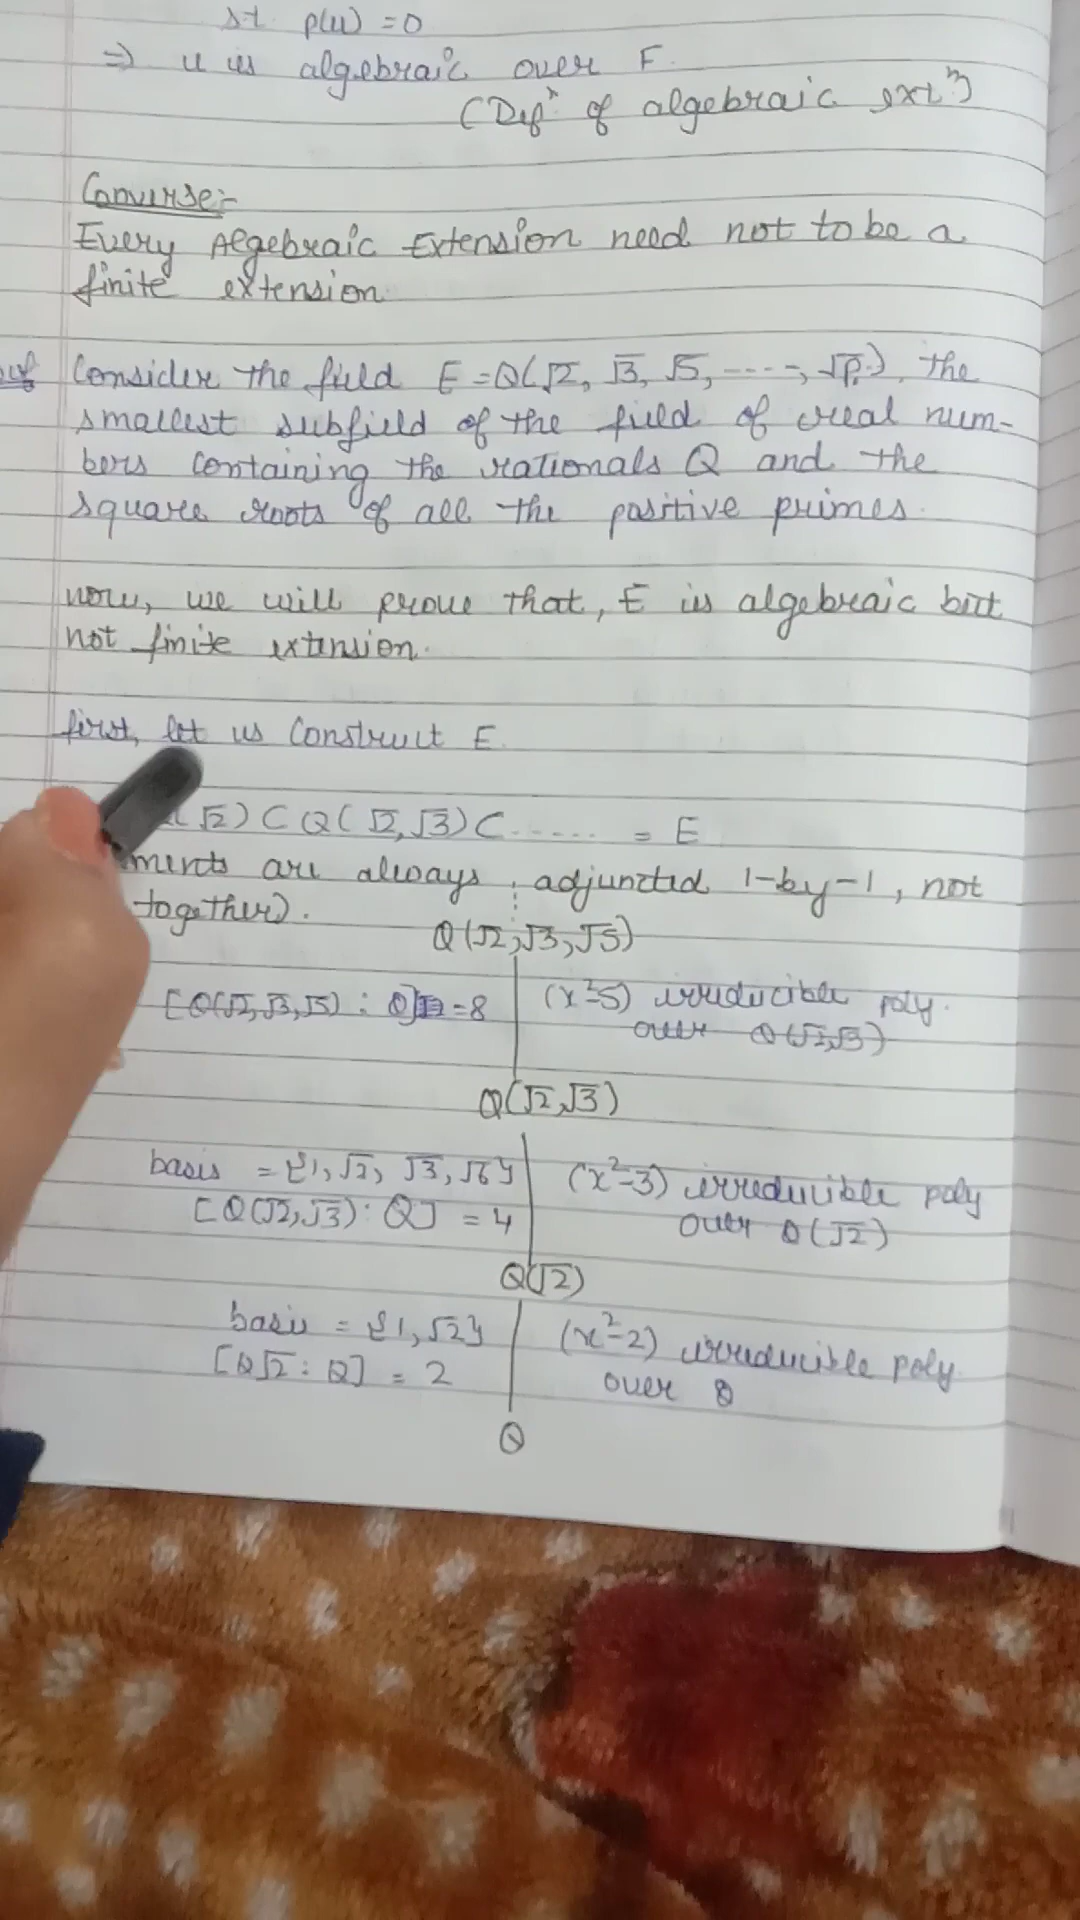 s.t. p(u) = 0
⇒ u is algebraic over F.
(Defⁿ of algebraic extⁿ)
Converse:-
Every Algebraic Extension need not to be a
finite extension.
Consider the field E = Q(√2, √3, √5, ----, √p..), the
smallest subfield of the field of real num-
bers containing the rationals Q and the
square roots of all the positive primes.
now, we will prove that, E is algebraic but
not finite extension.
first, let us construct E.
√2) ⊂ Q(√2, √3) ⊂ ...... = E
ments are always adjuncted 1-by-1, not
together).
Q(√2, √3, √5)
[Q(√2, √3, √5) : Q] = 8
(x²-5) irreducible poly.
over Q(√2, √3)
Q(√2, √3)
basis = {1, √2, √3, √6}
(x²-3) irreducible poly
[Q(√2, √3) : Q] = 4
over Q(√2)
Q(√2)
basis = {1, √2}
(x²-2) irreducible poly.
[Q√2 : Q] = 2
over Q
Q